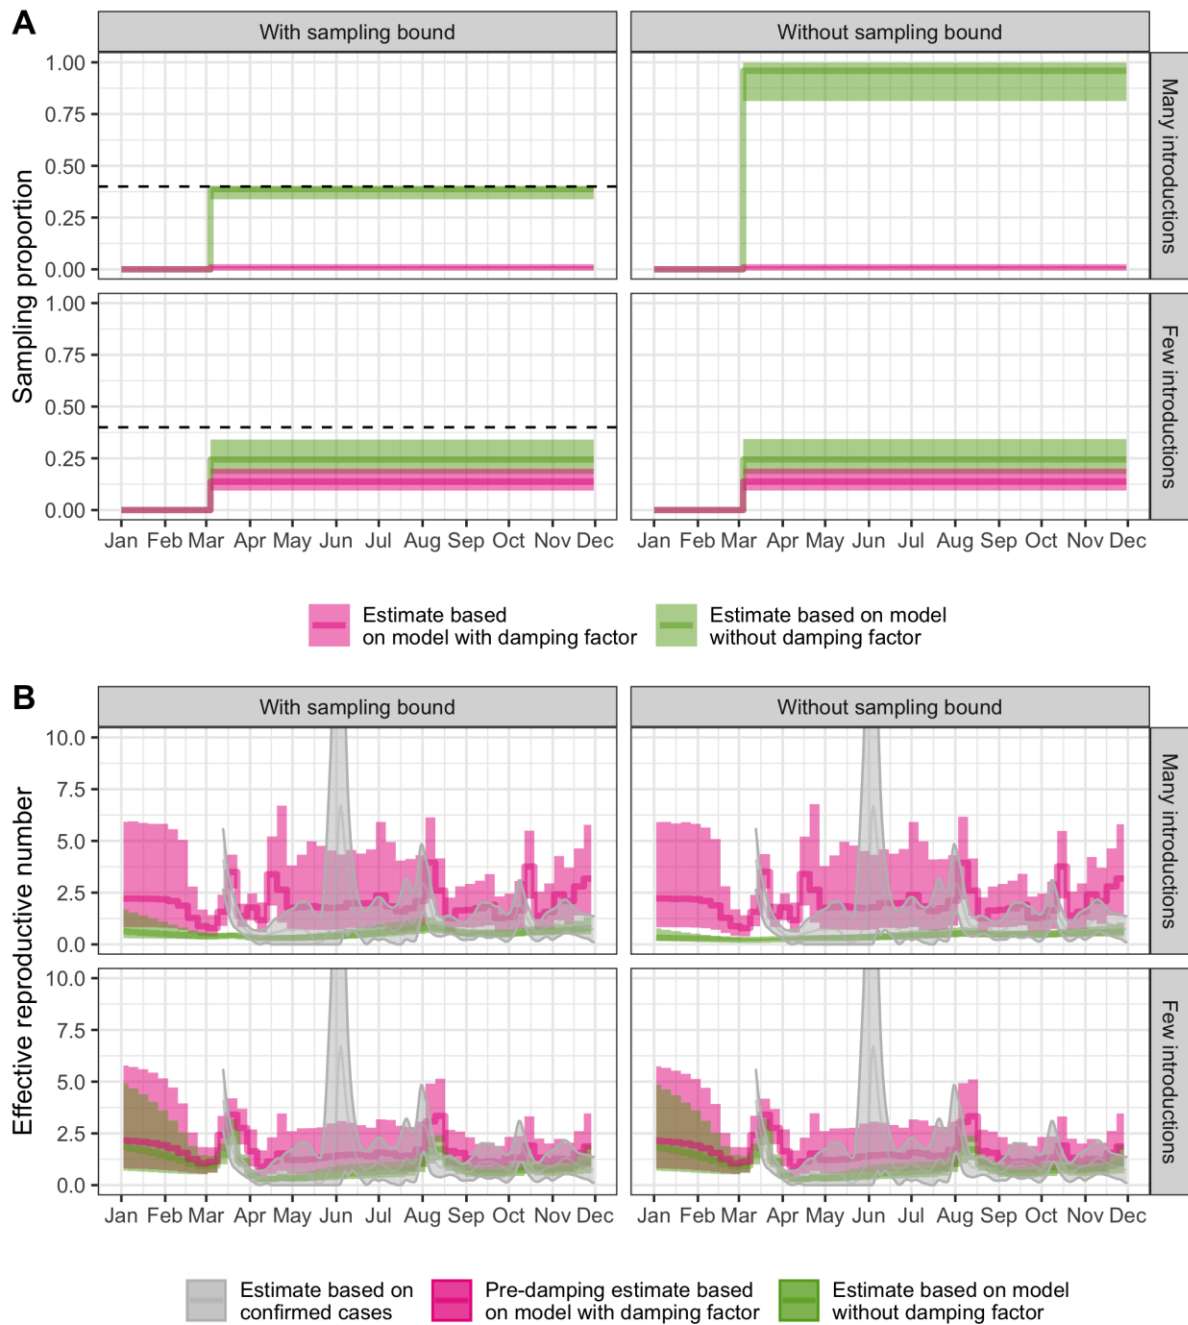 A
With sampling bound
Without sampling bound
Sampling proportion
1.00
0.75
0.50
0.25
0.00
Many introductions
1.00
0.75
0.50
0.25
0.00
Few introductions
Jan Feb Mar Apr May Jun Jul Aug Sep Oct Nov Dec
Jan Feb Mar Apr May Jun Jul Aug Sep Oct Nov Dec
Estimate based
on model with damping factor
Estimate based on model
without damping factor
B
With sampling bound
Without sampling bound
Effective reproductive number
10.0
7.5
5.0
2.5
0.0
Many introductions
10.0
7.5
5.0
2.5
0.0
Few introductions
Jan Feb Mar Apr May Jun Jul Aug Sep Oct Nov Dec
Jan Feb Mar Apr May Jun Jul Aug Sep Oct Nov Dec
Estimate based on
confirmed cases
Pre-damping estimate based
on model with damping factor
Estimate based on model
without damping factor